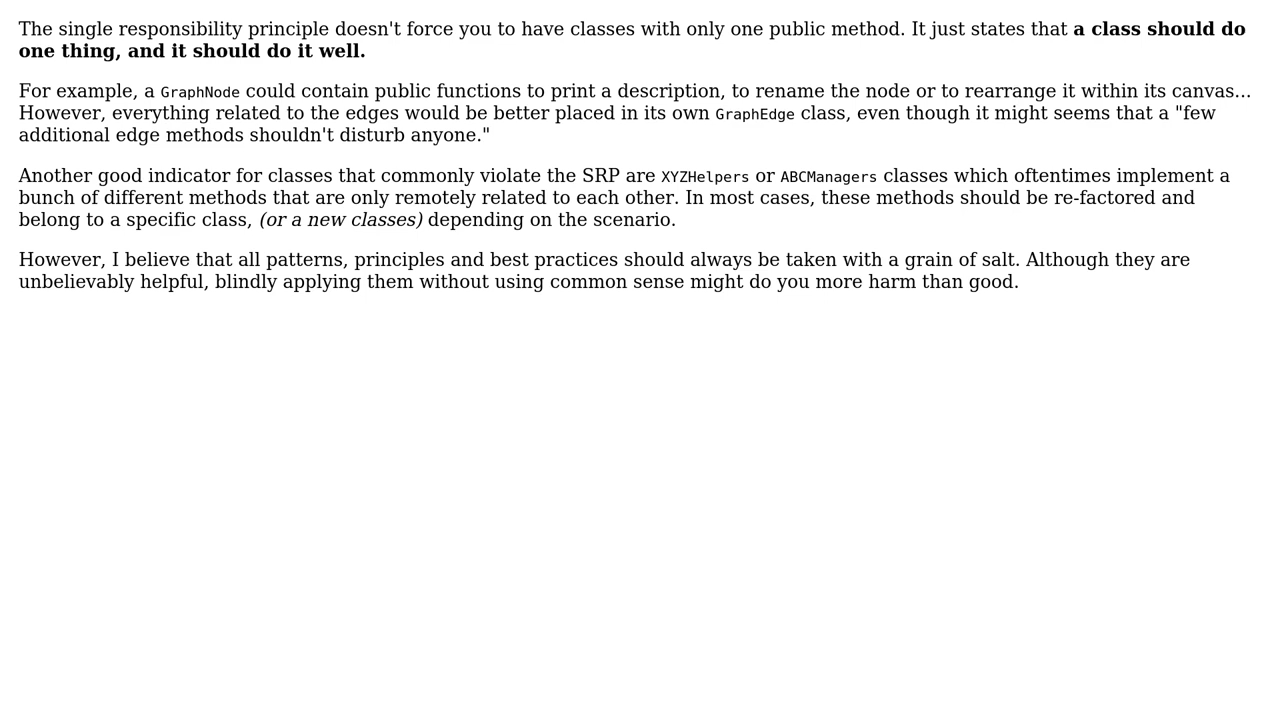 The single responsibility principle doesn't force you to have classes with only one public method. It just states that a class should do
one thing, and it should do it well.
For example, a GraphNode could contain public functions to print a description, to rename the node or to rearrange it within its canvas...
However, everything related to the edges would be better placed in its own GraphEdge class, even though it might seems that a "few
additional edge methods shouldn't disturb anyone."
Another good indicator for classes that commonly violate the SRP are XYZHelpers or ABCManagers classes which oftentimes implement a
bunch of different methods that are only remotely related to each other. In most cases, these methods should be re-factored and
belong to a specific class, (or a new classes) depending on the scenario.
However, I believe that all patterns, principles and best practices should always be taken with a grain of salt. Although they are
unbelievably helpful, blindly applying them without using common sense might do you more harm than good.